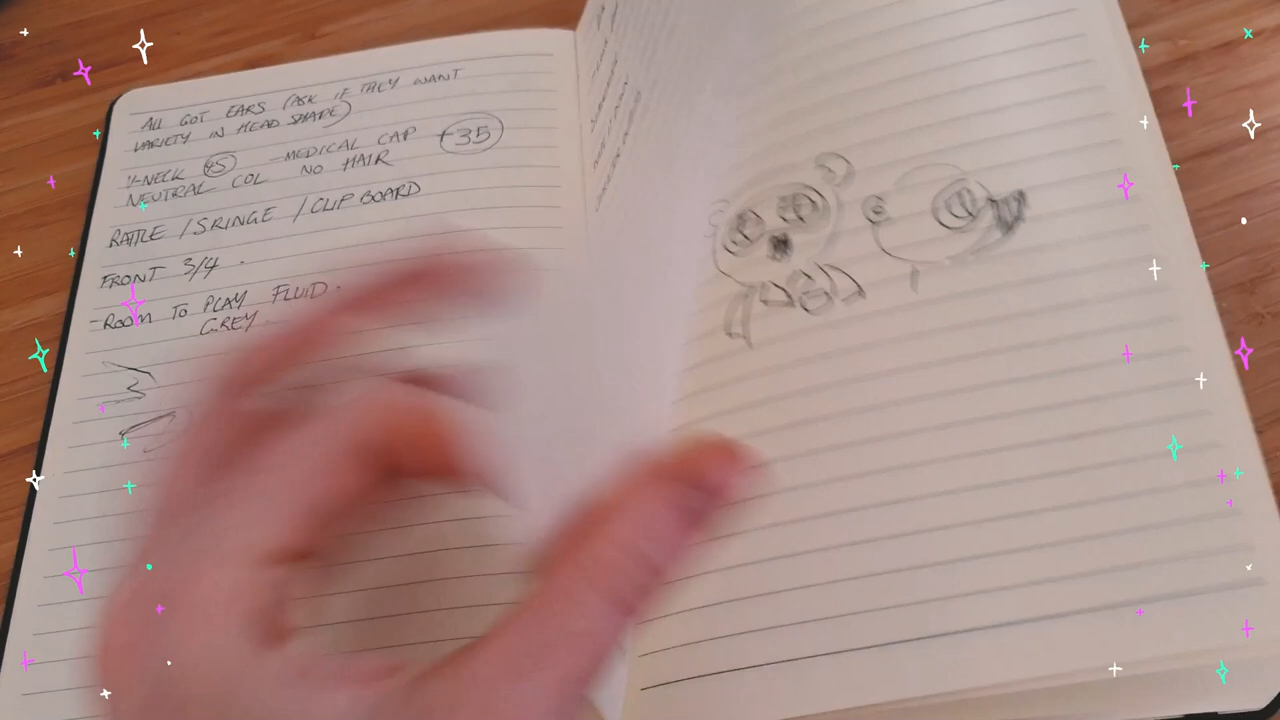 ALL GOT EARS (ASK IF THEY WANT
VARIETY IN HEAD SHAPE)
V-NECK 45 -MEDICAL CAP -35
NEUTRAL COL NO HAIR
RATTLE /SRINGE /CLIP BOARD
FRONT 3/4 .
-ROOM TO PLAY FLUID.
GREY